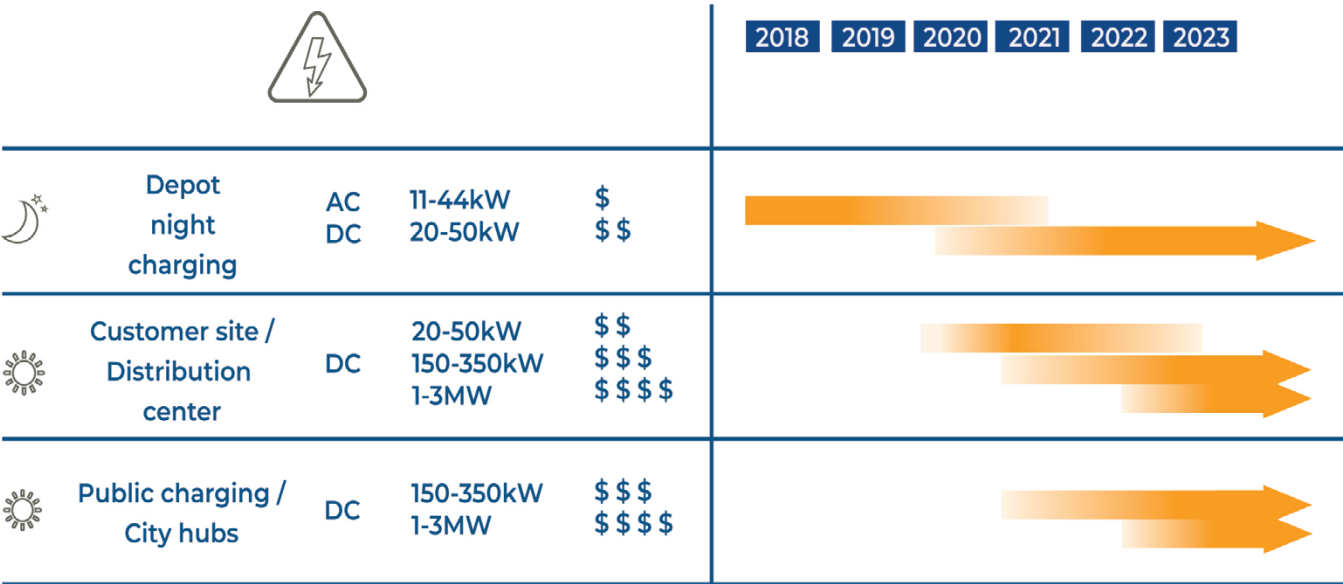 2018 2019 2020 2021 2022 2023
Depot
night
charging
AC 11-44kW $
DC 20-50kW $$
Customer site /
Distribution
center
DC
20-50kW $$
150-350kW $$$
1-3MW $$$$
Public charging /
City hubs
DC
150-350kW $$$
1-3MW $$$$